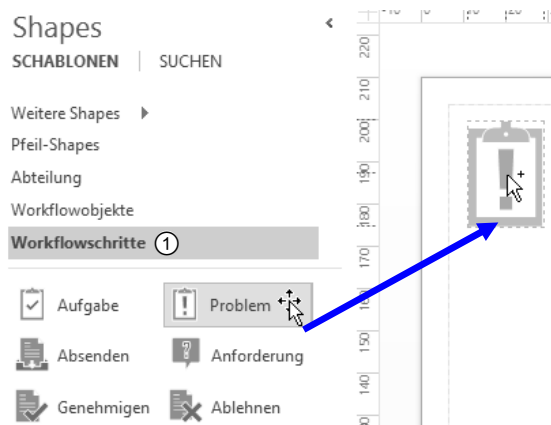 Shapes
SCHABLONEN SUCHEN
Weitere Shapes
Pfeil-Shapes
Abteilung
Workflowobjekte
Workflowschritte 1
Aufgabe Problem
Absenden Anforderung
Genehmigen Ablehnen
220
210
200
190
180
170
160
150
140